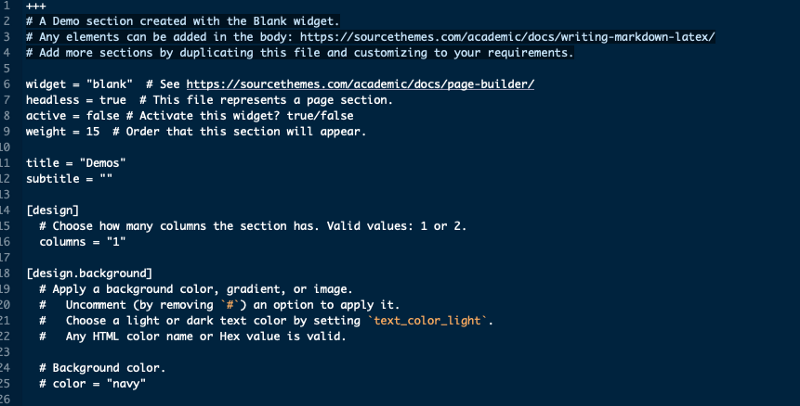 1 +++
2 # A Demo section created with the Blank widget.
3 # Any elements can be added in the body: https://sourcethemes.com/academic/docs/writing-markdown-latex/
4 # Add more sections by duplicating this file and customizing to your requirements.
5
6 widget = "blank"  # See https://sourcethemes.com/academic/docs/page-builder/
7 headless = true  # This file represents a page section.
8 active = false # Activate this widget? true/false
9 weight = 15  # Order that this section will appear.
10
11 title = "Demos"
12 subtitle = ""
13
14 [design]
15   # Choose how many columns the section has. Valid values: 1 or 2.
16   columns = "1"
17
18 [design.background]
19   # Apply a background color, gradient, or image.
20   #   Uncomment (by removing `#`) an option to apply it.
21   #   Choose a light or dark text color by setting `text_color_light`.
22   #   Any HTML color name or Hex value is valid.
23
24   # Background color.
25   # color = "navy"
26